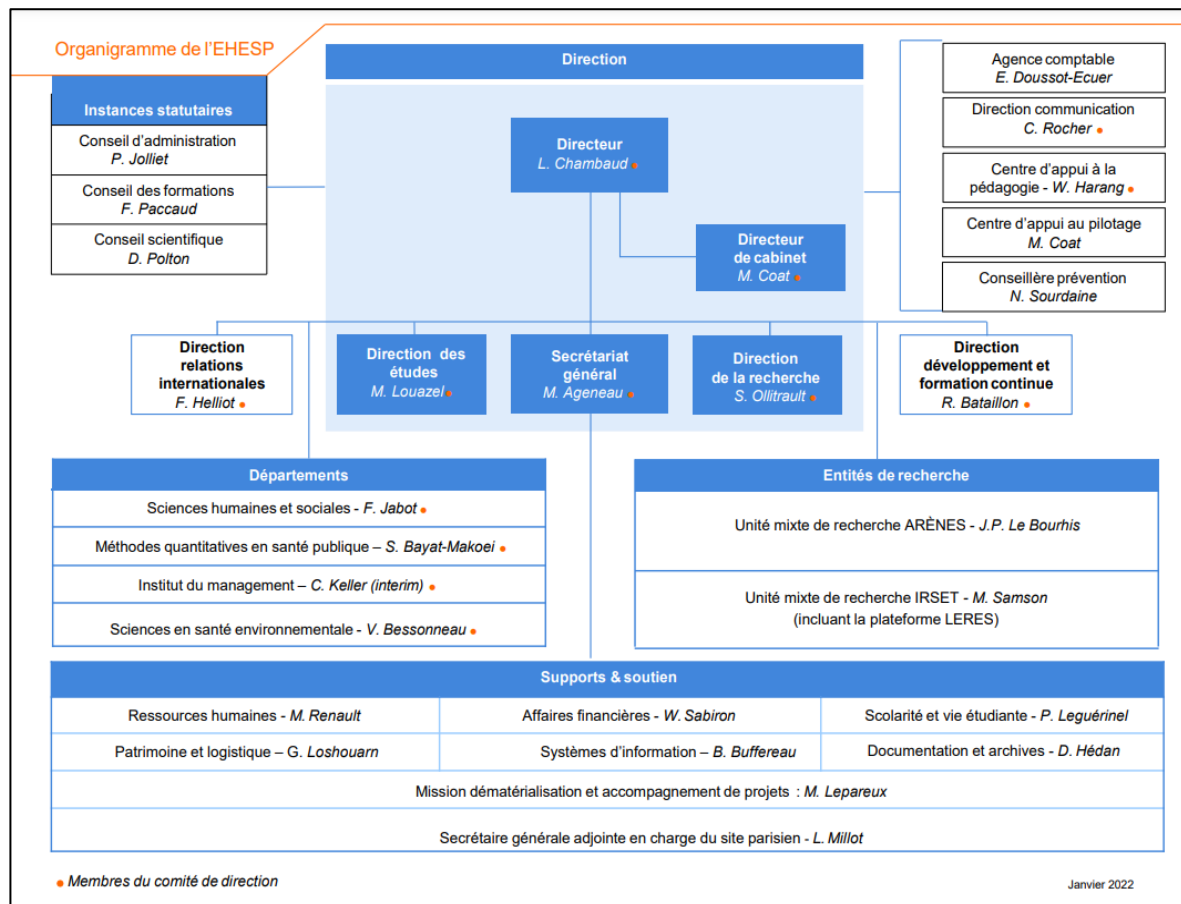 Organigramme de l'EHESP
Direction
Instances statutaires
Conseil d'administration
P. Jolliet
Conseil des formations
F. Paccaud
Conseil scientifique
D. Polton
Directeur
L. Chambaud
Directeur
de cabinet
M. Coat
Agence comptable
E. Doussot-Ecuer
Direction communication
C. Rocher
Centre d'appui à la
pédagogie - W. Harang
Centre d'appui au pilotage
M. Coat
Conseillère prévention
N. Sourdaine
Direction
relations
internationales
F. Helliot
Direction des
études
M. Louazel
Secrétariat
général
M. Ageneau
Direction
de la recherche
S. Ollitrault
Direction
développement et
formation continue
R. Bataillon
Départements
Sciences humaines et sociales - F. Jabot
Méthodes quantitatives en santé publique – S. Bayat-Makoei
Institut du management – C. Keller (interim)
Sciences en santé environnementale - V. Bessonneau
Entités de recherche
Unité mixte de recherche ARÈNES - J.P. Le Bourhis
Unité mixte de recherche IRSET - M. Samson
(incluant la plateforme LERES)
Supports & soutien
Ressources humaines - M. Renault
Affaires financières - W. Sabiron
Scolarité et vie étudiante - P. Leguérinel
Patrimoine et logistique – G. Loshouarn
Systèmes d'information – B. Buffereau
Documentation et archives - D. Hédan
Mission dématérialisation et accompagnement de projets : M. Lepareux
Secrétaire générale adjointe en charge du site parisien - L. Millot
Membres du comité de direction
Janvier 2022